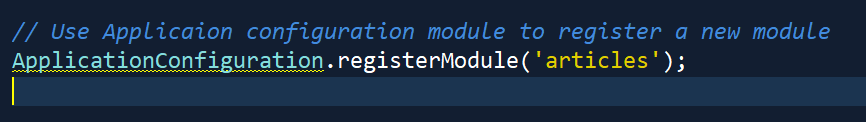 // Use Applicaion configuration module to register a new module
ApplicationConfiguration.registerModule('articles');